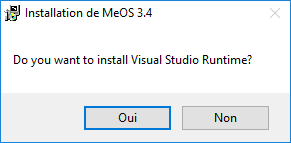 Installation de MeOS 3.4
Do you want to install Visual Studio Runtime?
Oui
Non